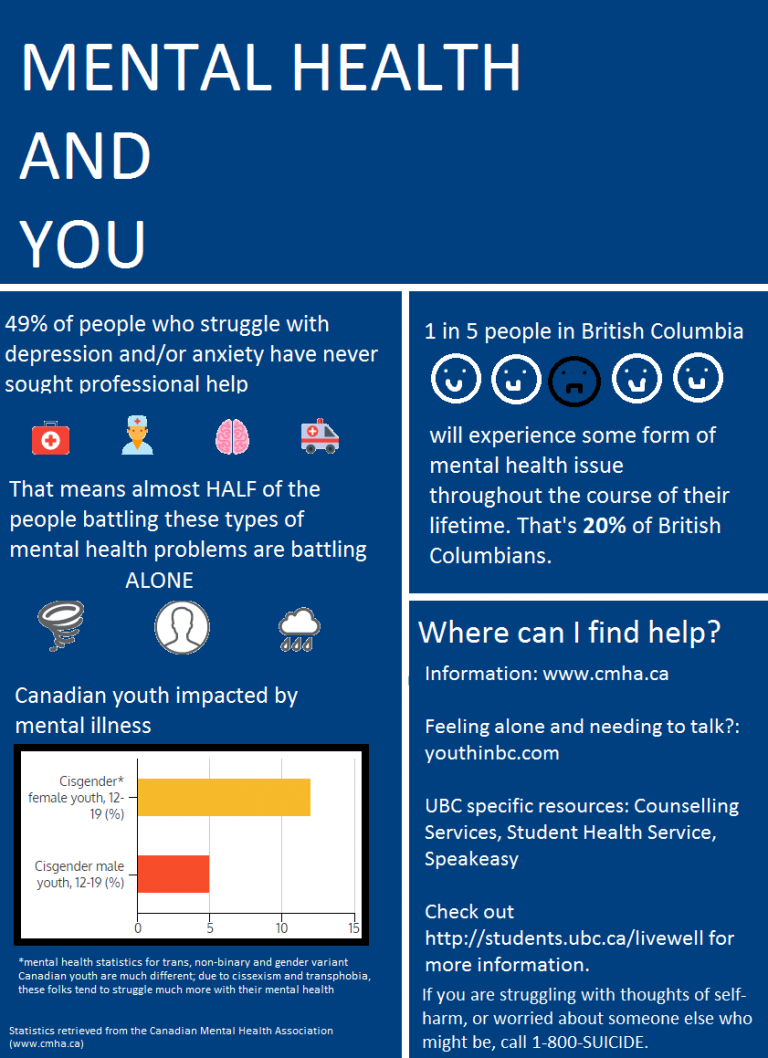 MENTAL HEALTH
AND
YOU
49% of people who struggle with
depression and/or anxiety have never
sought professional help
That means almost HALF of the
people battling these types of
mental health problems are battling
ALONE
Canadian youth impacted by
mental illness
Cisgender*
female youth, 12-
19 (%)
Cisgender male
youth, 12-19 (%)
0 5 10 15
*mental health statistics for trans, non-binary and gender variant
Canadian youth are much different; due to cissexism and transphobia,
these folks tend to struggle much more with their mental health
Statistics retrieved from the Canadian Mental Health Association
(www.cmha.ca)
1 in 5 people in British Columbia
will experience some form of
mental health issue
throughout the course of their
lifetime. That's 20% of British
Columbians.
Where can I find help?
Information: www.cmha.ca
Feeling alone and needing to talk?:
youthinbc.com
UBC specific resources: Counselling
Services, Student Health Service,
Speakeasy
Check out
http://students.ubc.ca/livewell for
more information.
If you are struggling with thoughts of self-
harm, or worried about someone else who
might be, call 1-800-SUICIDE.